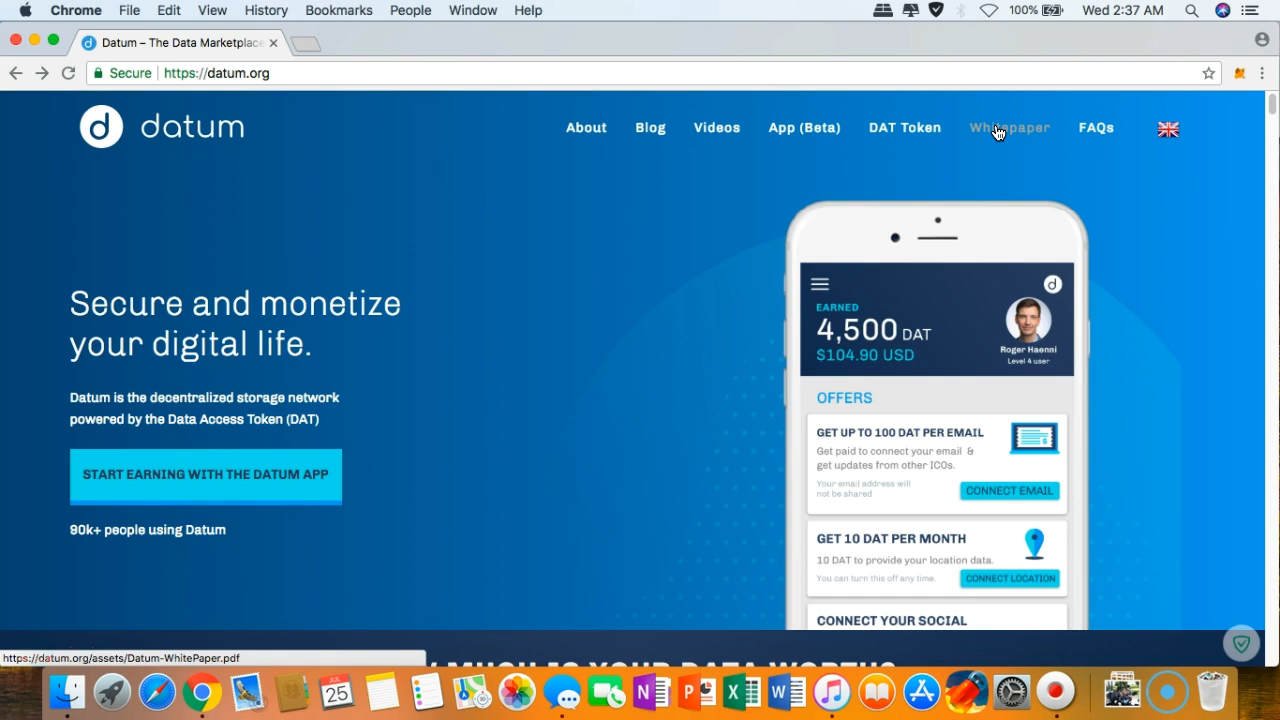 Chrome File Edit View History Bookmarks People Window Help 100% Wed 2:37 AM
Datum – The Data Marketplace
Secure https://datum.org
d datum About Blog Videos App (Beta) DAT Token Whitepaper FAQs
Secure and monetize
your digital life.
Datum is the decentralized storage network
powered by the Data Access Token (DAT)
START EARNING WITH THE DATUM APP
90k+ people using Datum
d
EARNED
4,500 DAT
$104.90 USD
Roger Haenni
Level 4 user
OFFERS
GET UP TO 100 DAT PER EMAIL
Get paid to connect your email &
get updates from other ICOs.
Your email address will
not be shared
CONNECT EMAIL
GET 10 DAT PER MONTH
10 DAT to provide your location data.
You can turn this off any time.
CONNECT LOCATION
CONNECT YOUR SOCIAL
MUCH IS YOUR DATA WORTH?
https://datum.org/assets/Datum-WhitePaper.pdf
JUL
25
N P X W